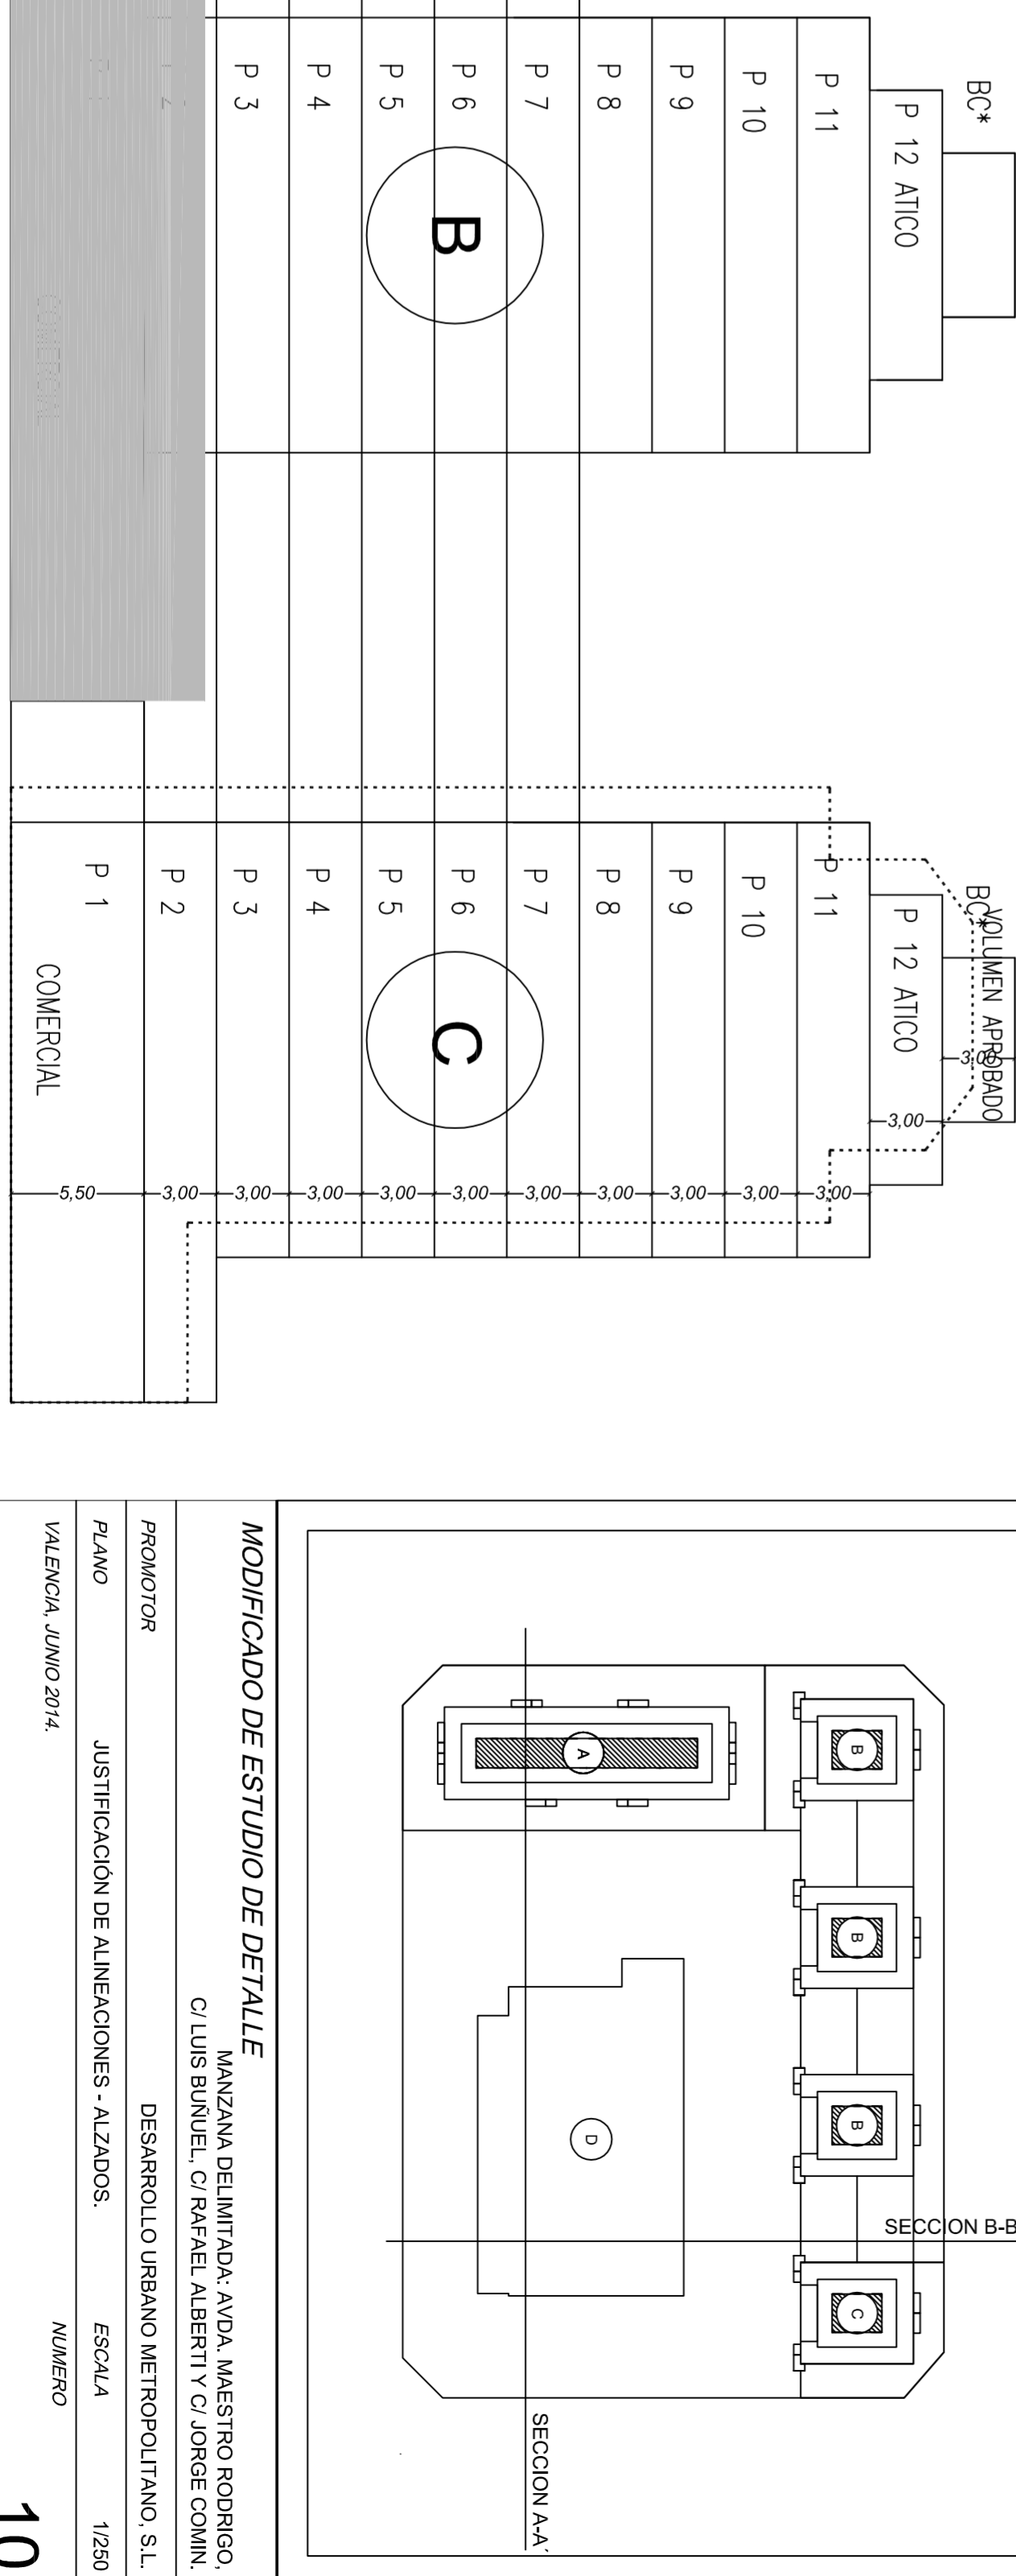 BC*
P 12 ATICO
P 11
P 10
P 9
P 8
P 7
P 6
P 5
P 4
P 3
B
COMERCIAL
BC*
VOLUMEN APROBADO
P 12 ATICO
P 11
P 10
P 9
P 8
P 7
P 6
P 5
P 4
P 3
P 2
P 1
C
COMERCIAL
3,00
3,00
3,00
3,00
3,00
3,00
3,00
3,00
3,00
3,00
3,00
3,00
5,50
B
B
B
C
A
D
SECCION B-B
SECCION A-A´
MODIFICADO DE ESTUDIO DE DETALLE
MANZANA DELIMITADA: AVDA. MAESTRO RODRIGO,
C/ LUIS BUÑUEL, C/ RAFAEL ALBERTI Y C/ JORGE COMIN.
PROMOTOR DESARROLLO URBANO METROPOLITANO, S.L.
PLANO JUSTIFICACIÓN DE ALINEACIONES - ALZADOS. ESCALA 1/250
VALENCIA, JUNIO 2014. NUMERO
10